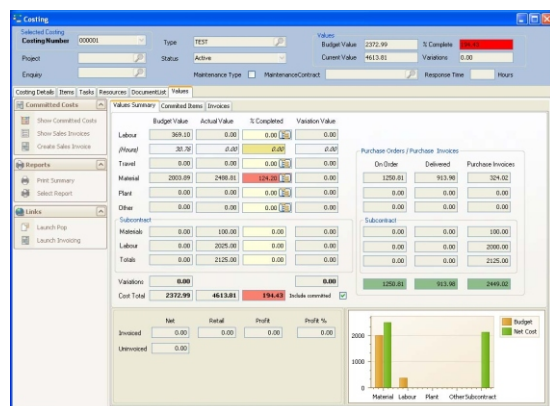 Costing
Selected Costing
Costing Number 000001 Type TEST
Project Status Active
Enquiry Maintenance Type MaintenanceContract Response Time Hours
Values
Budget Value 2372.99 % Complete 194.43
Current Value 4613.81 Variations 0.00
Costing Details Items Tasks Resources DocumentList Values
Committed Costs
Show Committed Costs
Show Sales Invoices
Create Sales Invoice
Reports
Print Summary
Select Report
Links
Launch Pop
Launch Invoicing
Values Summary Committed Items Invoices
Budget Value Actual Value % Completed Variation Value
Labour 369.10 0.00 0.00 0.00
(Hours) 30.76 0.00 0.00 0.00
Travel 0.00 0.00 0.00 0.00
Material 2003.89 2488.81 124.20 0.00
Plant 0.00 0.00 0.00 0.00
Other 0.00 0.00 0.00 0.00
Subcontract
Materials 0.00 100.00 0.00 0.00
Labour 0.00 2025.00 0.00 0.00
Totals 0.00 2125.00 0.00 0.00
Variations 0.00 0.00
Cost Total 2372.99 4613.81 194.43 Include committed
Purchase Orders / Purchase Invoices
On Order Delivered Purchase Invoices
1250.81 913.98 324.02
0.00 0.00 0.00
0.00 0.00 0.00
Subcontract
0.00 0.00 100.00
0.00 0.00 2000.00
0.00 0.00 2125.00
1250.81 913.98 2449.02
Net Retail Profit Profit %
Invoiced 0.00 0.00 0.00 0.00
Uninvoiced 0.00
2000
1000
0
Material Labour Plant Other Subcontract
Budget
Net Cost